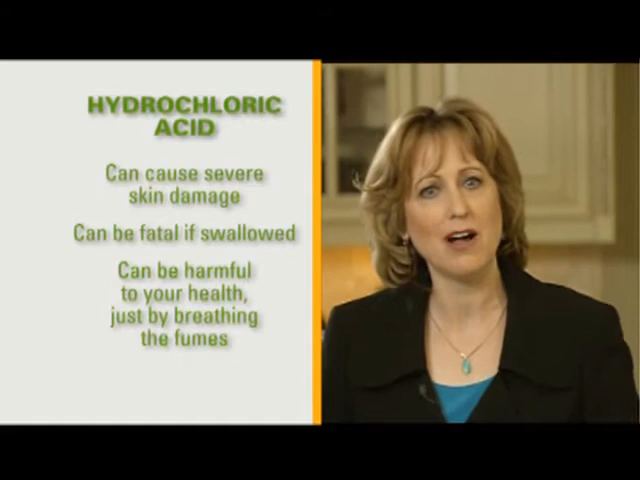 HYDROCHLORIC
ACID
Can cause severe
skin damage
Can be fatal if swallowed
Can be harmful
to your health,
just by breathing
the fumes